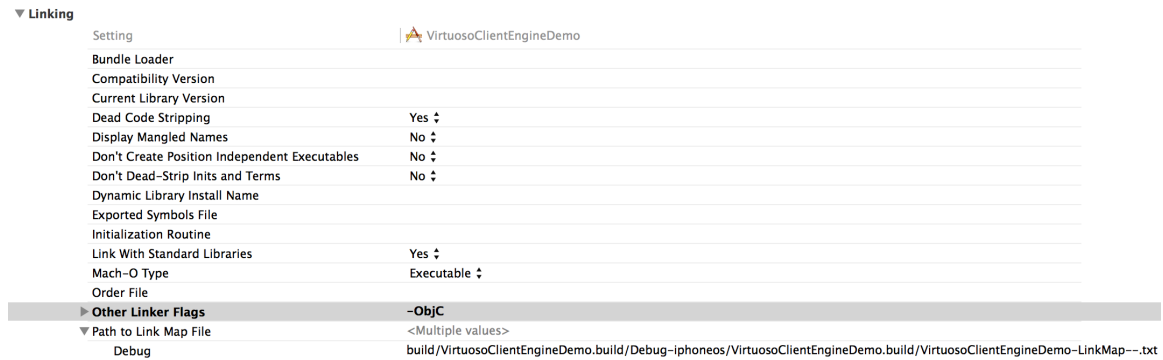 Linking
Setting VirtuosoClientEngineDemo
Bundle Loader
Compatibility Version
Current Library Version
Dead Code Stripping Yes
Display Mangled Names No
Don't Create Position Independent Executables No
Don't Dead-Strip Inits and Terms No
Dynamic Library Install Name
Exported Symbols File
Initialization Routine
Link With Standard Libraries Yes
Mach-O Type Executable
Order File
Other Linker Flags -ObjC
Path to Link Map File <Multiple values>
Debug build/VirtuosoClientEngineDemo.build/Debug-iphoneos/VirtuosoClientEngineDemo.build/VirtuosoClientEngineDemo-LinkMap--.txt